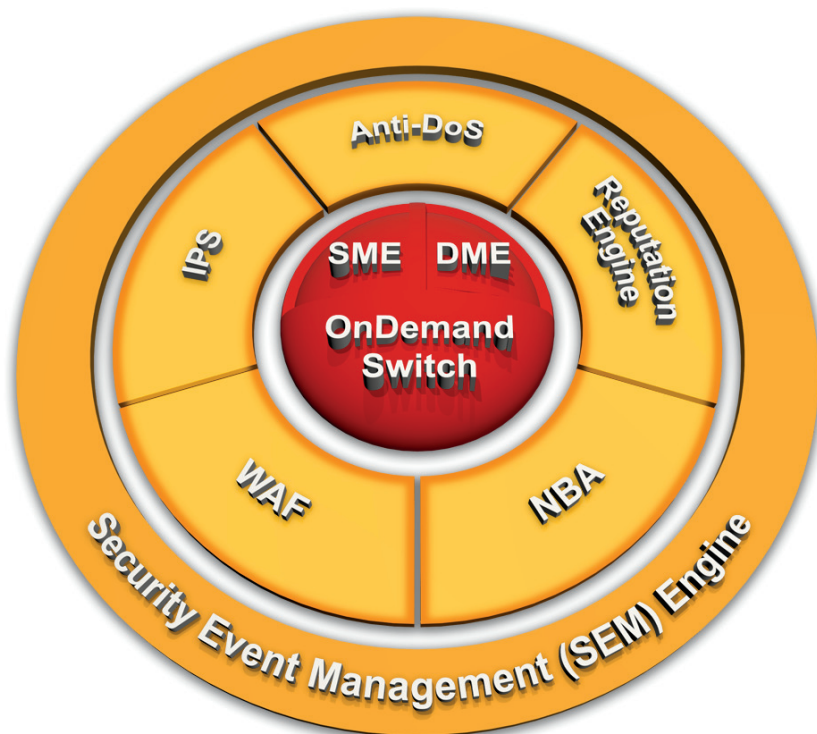 Anti-DoS
IPS
Reputation
Engine
SME
DME
OnDemand
Switch
WAF
NBA
Security Event Management (SEM) Engine